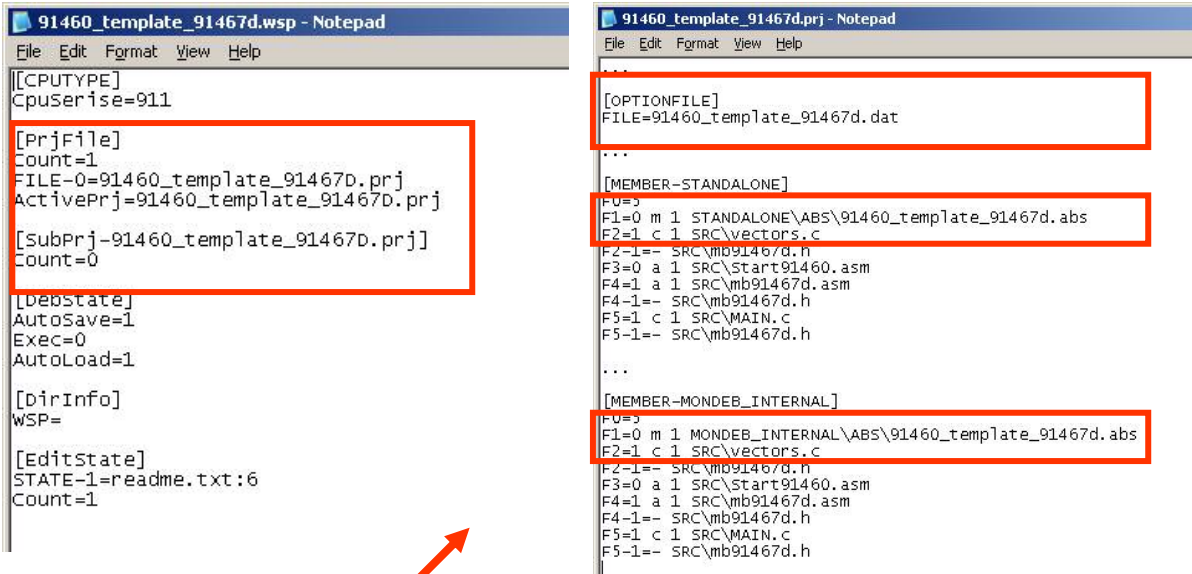 91460_template_91467d.wsp - Notepad
File Edit Format View Help
[CPUTYPE]
CpuSerise=911
[PrjFile]
Count=1
FILE-0=91460_template_91467D.prj
ActivePrj=91460_template_91467D.prj
[SubPrj-91460_template_91467D.prj]
Count=0
[DebState]
AutoSave=1
Exec=0
AutoLoad=1
[DirInfo]
WSP=
[EditState]
STATE-1=readme.txt:6
Count=1
91460_template_91467d.prj - Notepad
File Edit Format View Help
...
[OPTIONFILE]
FILE=91460_template_91467d.dat
...
[MEMBER-STANDALONE]
F0=5
F1=0 m 1 STANDALONE\ABS\91460_template_91467d.abs
F2=1 c 1 SRC\vectors.c
F2-1=- SRC\mb91467d.h
F3=0 a 1 SRC\Start91460.asm
F4=1 a 1 SRC\mb91467d.asm
F4-1=- SRC\mb91467d.h
F5=1 c 1 SRC\MAIN.c
F5-1=- SRC\mb91467d.h
...
[MEMBER-MONDEB_INTERNAL]
F0=5
F1=0 m 1 MONDEB_INTERNAL\ABS\91460_template_91467d.abs
F2=1 c 1 SRC\vectors.c
F2-1=- SRC\mb91467d.h
F3=0 a 1 SRC\Start91460.asm
F4=1 a 1 SRC\mb91467d.asm
F4-1=- SRC\mb91467d.h
F5=1 c 1 SRC\MAIN.c
F5-1=- SRC\mb91467d.h